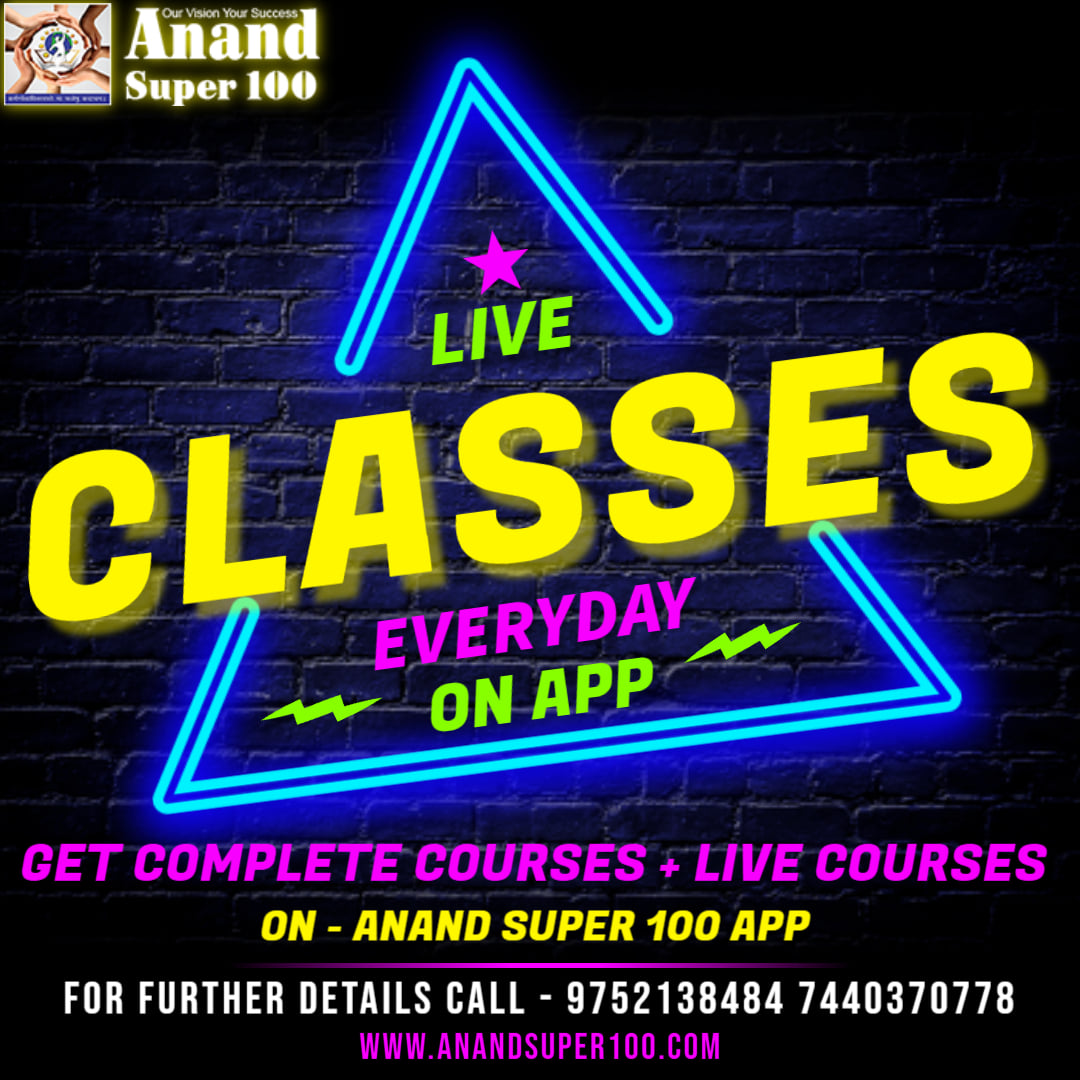 Our Vision Your Success
Anand
Super 100
LIVE
CLASSES
EVERYDAY
ON APP
GET COMPLETE COURSES + LIVE COURSES
ON - ANAND SUPER 100 APP
FOR FURTHER DETAILS CALL - 9752138484 7440370778
WWW.ANANDSUPER100.COM